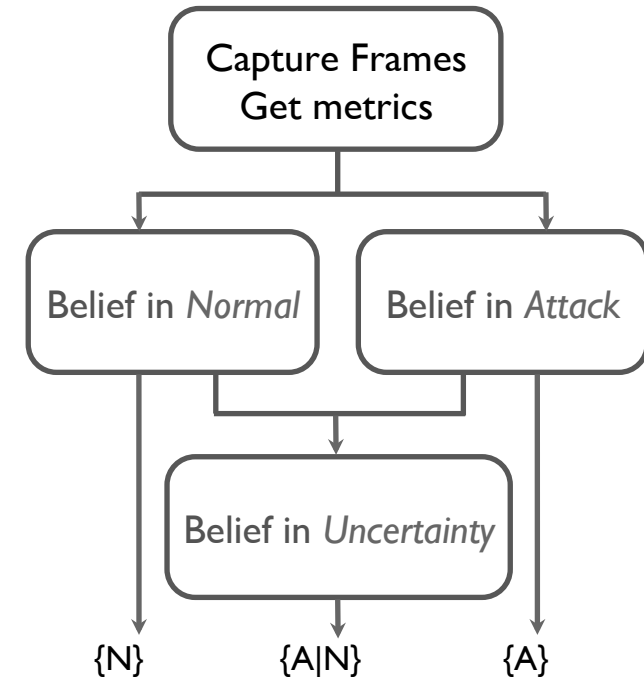 Capture Frames
Get metrics
Belief in Normal
Belief in Attack
Belief in Uncertainty
{N}
{A|N}
{A}